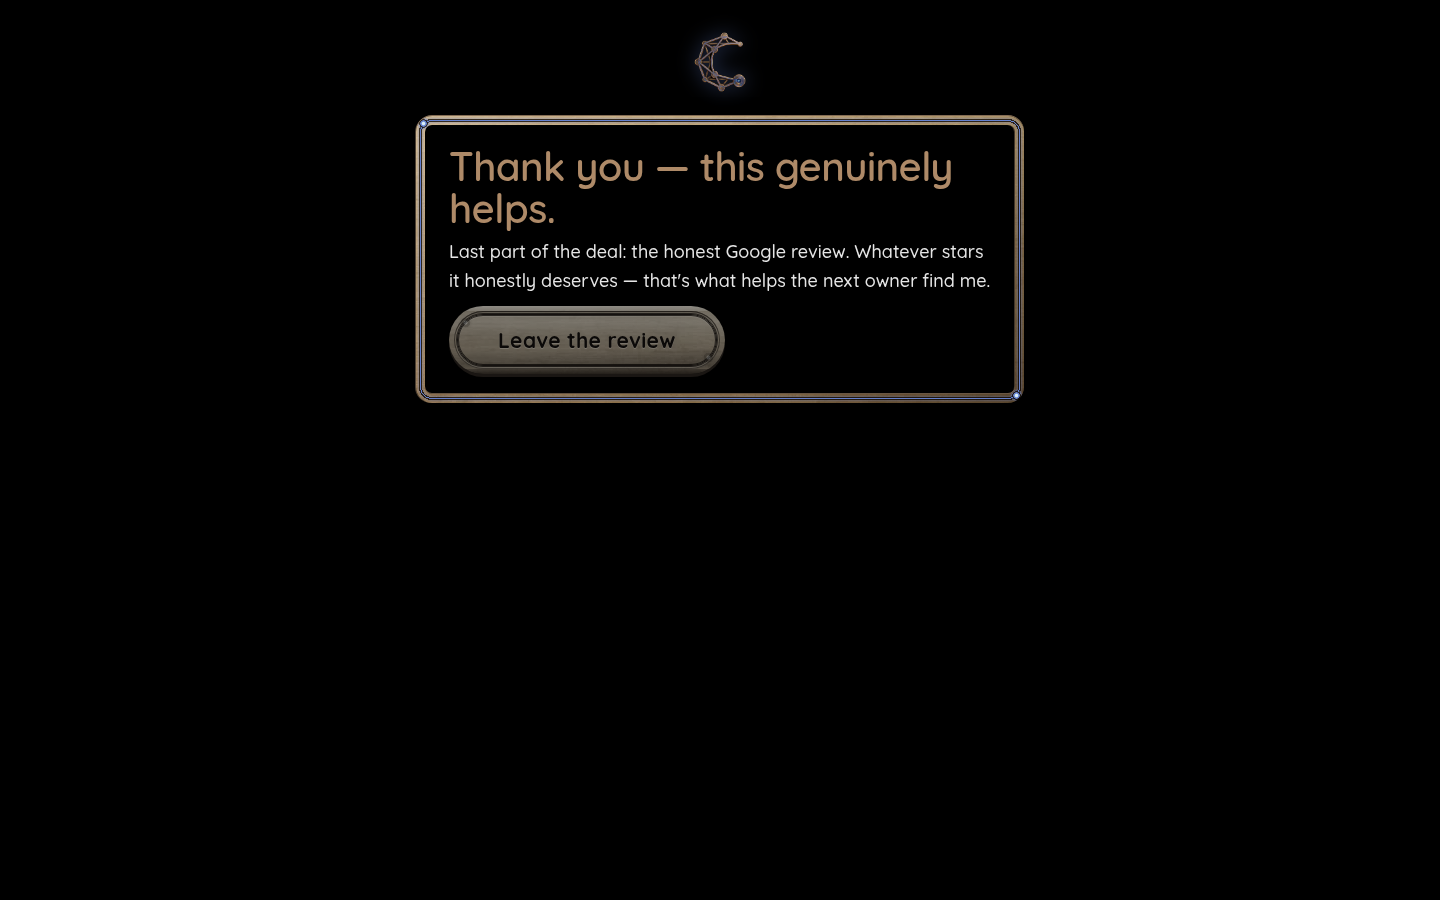 Thank you — this genuinely
helps.
Last part of the deal: the honest Google review. Whatever stars
it honestly deserves — that's what helps the next owner find me.
Leave the review